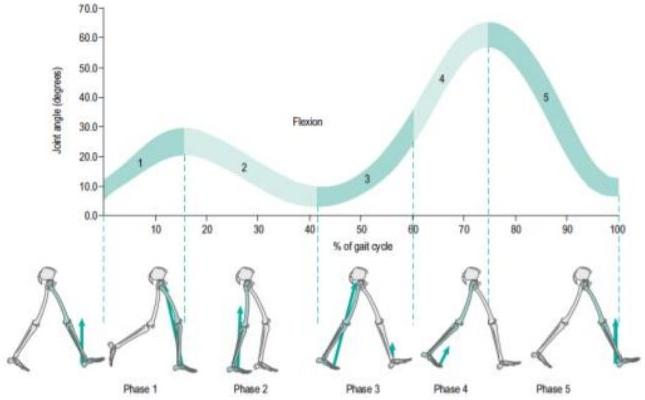 70.0
60.0
50.0
40.0
30.0
20.0
10.0
0.0
Joint angle (degrees)
Flexion
1
2
3
4
5
10 20 30 40 50 60 70 80 90 100
% of gait cycle
Phase 1 Phase 2 Phase 3 Phase 4 Phase 5